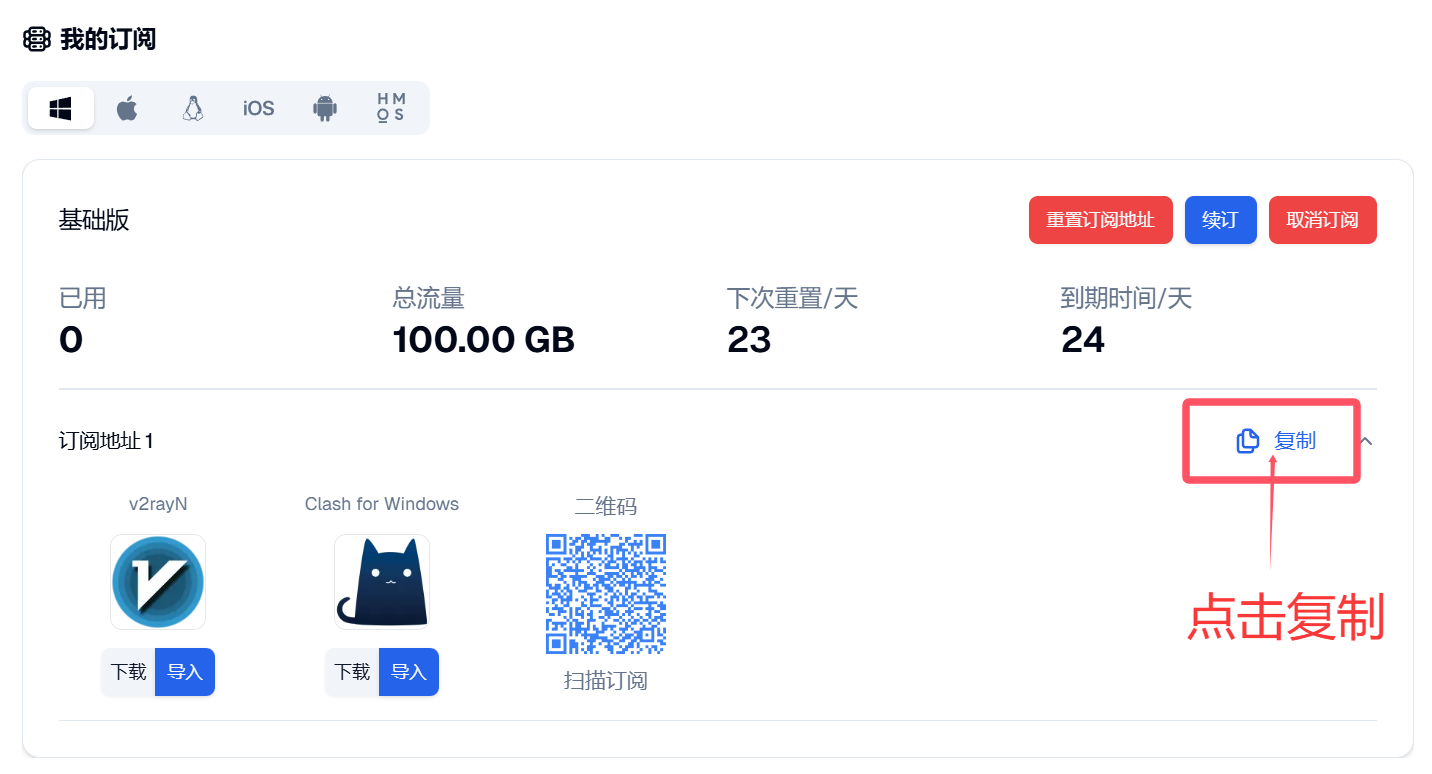 我的订阅
iOS
HM
OS
基础版
重置订阅地址 续订 取消订阅
已用 总流量 下次重置/天 到期时间/天
0 100.00 GB 23 24
订阅地址1 复制
v2rayN Clash for Windows 二维码
点击复制
下载 导入 下载 导入 扫描订阅